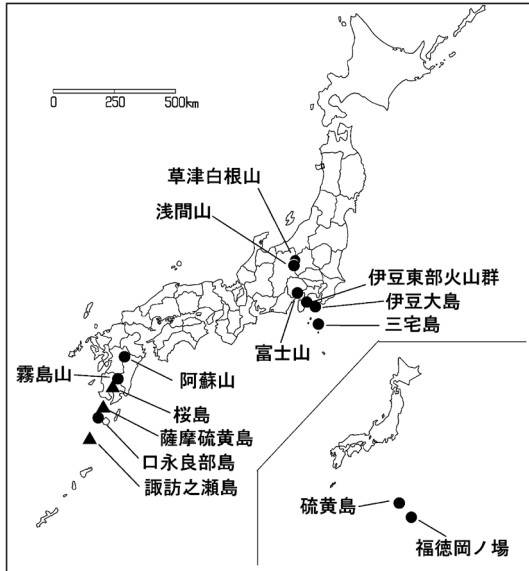 0 250 500km
草津白根山
浅間山
伊豆東部火山群
伊豆大島
三宅島
富士山
阿蘇山
霧島山
桜島
薩摩硫黄島
口永良部島
諏訪之瀬島
硫黄島
福徳岡ノ場